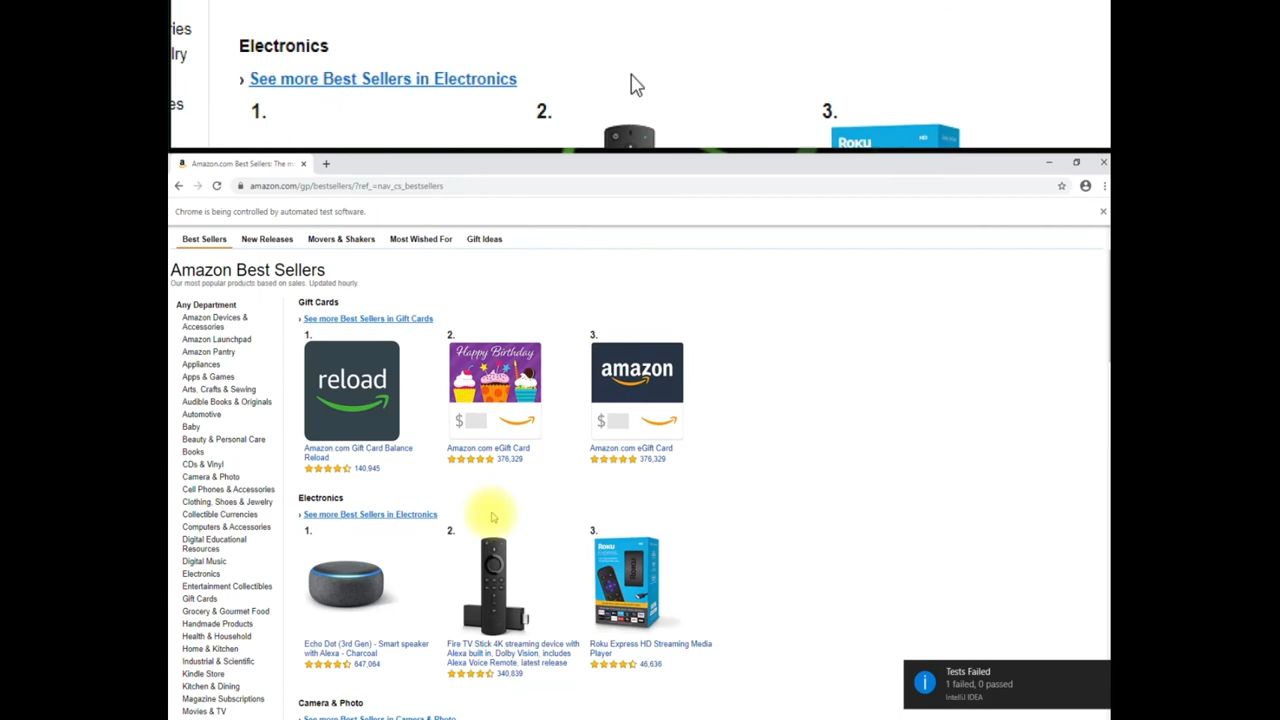 ries
Electronics
lry
› See more Best Sellers in Electronics
es
1.
2.
3.
Roku
HD
Amazon.com Best Sellers: The m
amazon.com/gp/bestsellers/?ref_=nav_cs_bestsellers
Chrome is being controlled by automated test software.
Best Sellers New Releases Movers & Shakers Most Wished For Gift Ideas
Amazon Best Sellers
Our most popular products based on sales. Updated hourly.
Any Department
Amazon Devices &
Accessories
Amazon Launchpad
Amazon Pantry
Appliances
Apps & Games
Arts, Crafts & Sewing
Audible Books & Originals
Automotive
Baby
Beauty & Personal Care
Books
CDs & Vinyl
Camera & Photo
Cell Phones & Accessories
Clothing, Shoes & Jewelry
Collectible Currencies
Computers & Accessories
Digital Educational
Resources
Digital Music
Electronics
Entertainment Collectibles
Gift Cards
Grocery & Gourmet Food
Handmade Products
Health & Household
Home & Kitchen
Industrial & Scientific
Kindle Store
Kitchen & Dining
Magazine Subscriptions
Movies & TV
Gift Cards
› See more Best Sellers in Gift Cards
1.
reload
Amazon.com Gift Card Balance
Reload
140,945
2.
Happy Birthday
$
Amazon.com eGift Card
376,329
3.
amazon
$
Amazon.com eGift Card
376,329
Electronics
› See more Best Sellers in Electronics
1.
Echo Dot (3rd Gen) - Smart speaker
with Alexa - Charcoal
647,064
2.
Fire TV Stick 4K streaming device with
Alexa built in, Dolby Vision, includes
Alexa Voice Remote, latest release
340,639
3.
Roku
Express
Roku Express HD Streaming Media
Player
46,636
Camera & Photo
› See more Best Sellers in Camera & Photo
Tests Failed
1 failed, 0 passed
IntelliJ IDEA